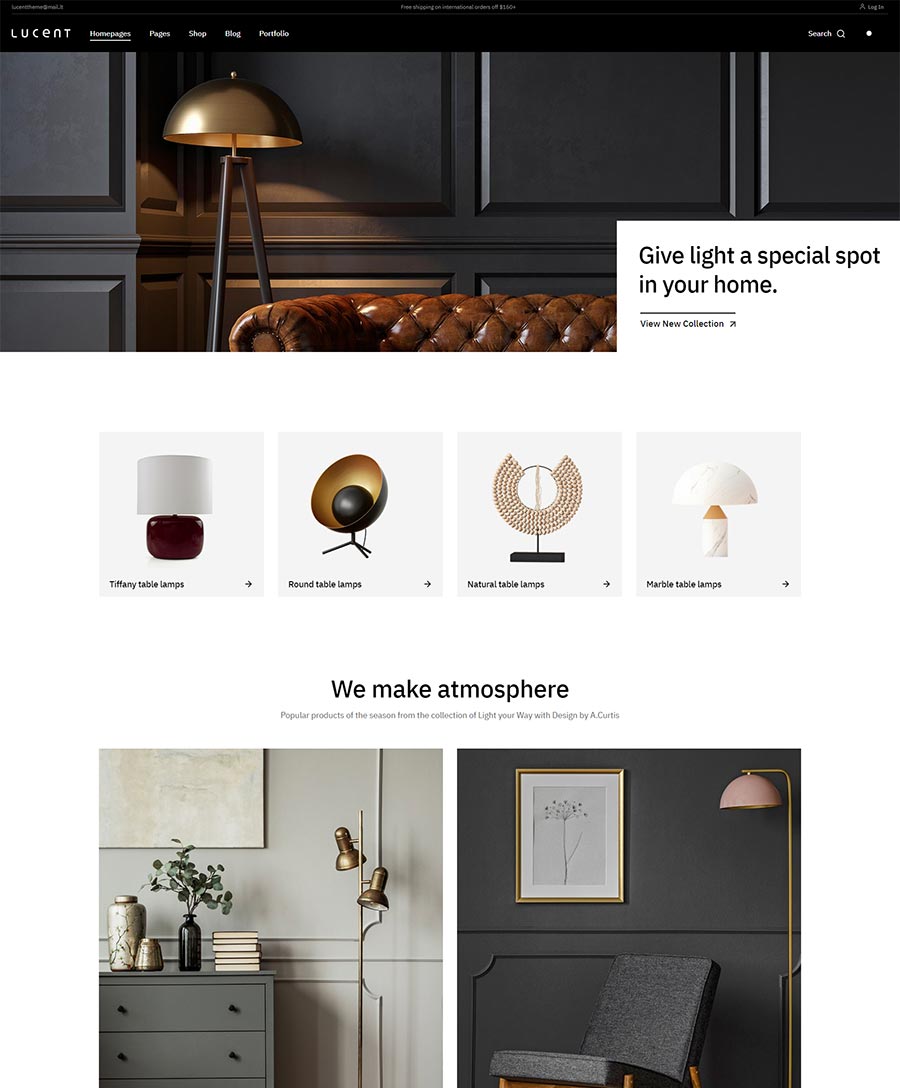 lucenttheme@mail.lt
Free shipping on international orders off $160+
Log In
LUCENT
Homepages
Pages
Shop
Blog
Portfolio
Search
Give light a special spot
in your home.
View New Collection
Tiffany table lamps
Round table lamps
Natural table lamps
Marble table lamps
We make atmosphere
Popular products of the season from the collection of Light your Way with Design by A.Curtis